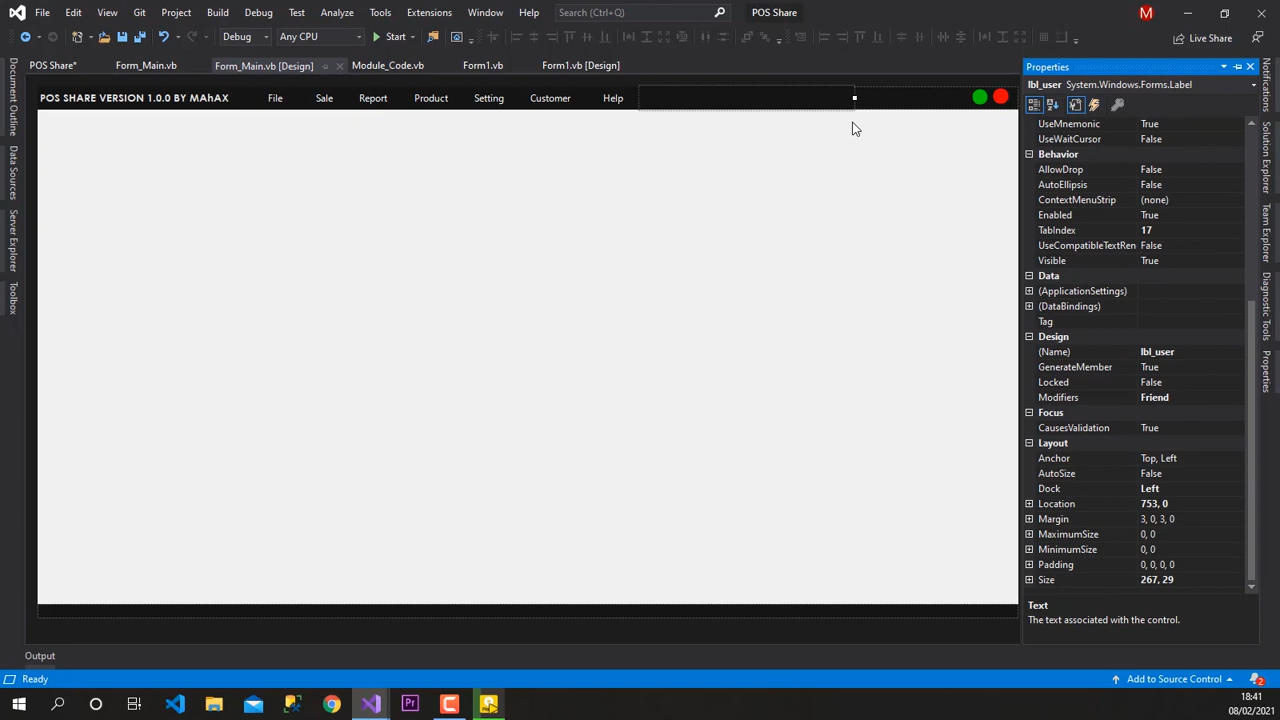 File Edit View Git Project Build Debug Test Analyze Tools Extensions Window Help Search (Ctrl+Q) POS Share M
Debug Any CPU Start Live Share
POS Share* Form_Main.vb Form_Main.vb [Design] Module_Code.vb Form1.vb Form1.vb [Design]
Document Outline
Data Sources
Server Explorer
Toolbox
POS SHARE VERSION 1.0.0 BY MAhAX File Sale Report Product Setting Customer Help
Properties
lbl_user System.Windows.Forms.Label
UseMnemonic True
UseWaitCursor False
Behavior
AllowDrop False
AutoEllipsis False
ContextMenuStrip (none)
Enabled True
TabIndex 17
UseCompatibleTextRen False
Visible True
Data
(ApplicationSettings)
(DataBindings)
Tag
Design
(Name) lbl_user
GenerateMember True
Locked False
Modifiers Friend
Focus
CausesValidation True
Layout
Anchor Top, Left
AutoSize False
Dock Left
Location 753, 0
Margin 3, 0, 3, 0
MaximumSize 0, 0
MinimumSize 0, 0
Padding 0, 0, 0, 0
Size 267, 29
Text
The text associated with the control.
Notifications
Solution Explorer
Team Explorer
Diagnostic Tools
Properties
Output
Ready Add to Source Control 2
Pr
18:41
08/02/2021